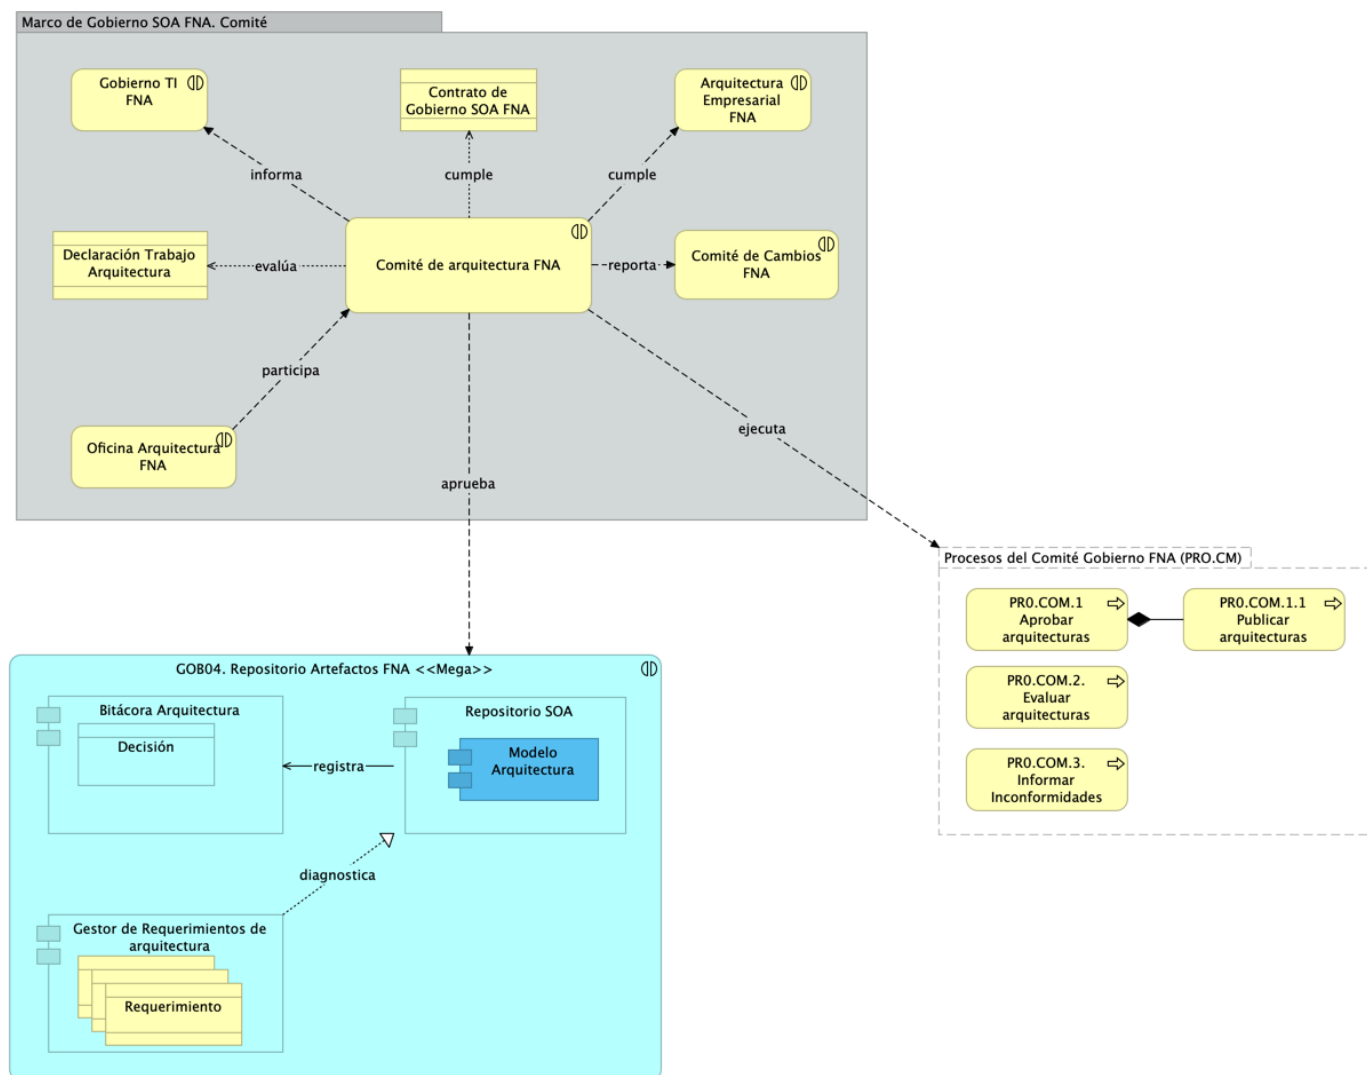 Marco de Gobierno SOA FNA. Comité
Gobierno TI
FNA
Contrato de
Gobierno SOA FNA
Arquitectura
Empresarial
FNA
informa
cumple
cumple
Declaración Trabajo
Arquitectura
evalúa
Comité de arquitectura FNA
reporta
Comité de Cambios
FNA
participa
Oficina Arquitectura
FNA
ejecuta
aprueba
Procesos del Comité Gobierno FNA (PRO.CM)
PR0.COM.1
Aprobar
arquitecturas
PR0.COM.1.1
Publicar
arquitecturas
PR0.COM.2.
Evaluar
arquitecturas
PR0.COM.3.
Informar
Inconformidades
GOB04. Repositorio Artefactos FNA <<Mega>>
Bitácora Arquitectura
Decisión
registra
Repositorio SOA
Modelo
Arquitectura
diagnostica
Gestor de Requerimientos de
arquitectura
Requerimiento